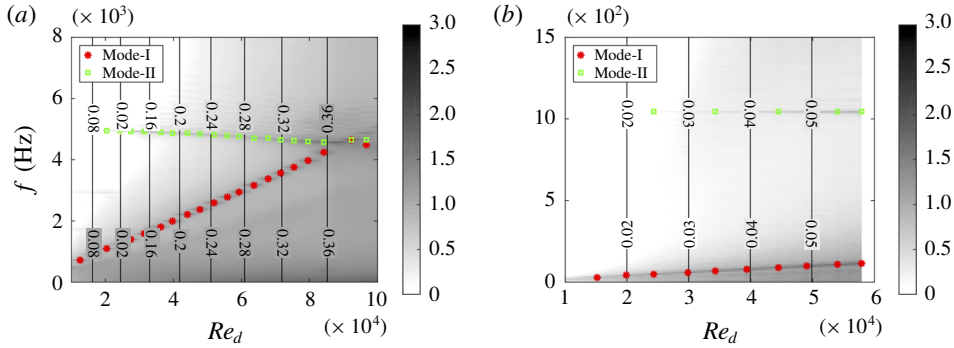 (a) (× 10³)
8
6
4
2
0
f (Hz)
Mode-I
Mode-II
0.08 0.02 0.16 0.2 0.24 0.28 0.32 0.36
0.08 0.02 0.16 0.2 0.24 0.28 0.32 0.36
2 4 6 8 10
Re_d (× 10⁴)
3.0
2.5
2.0
1.5
1.0
0.5
0
(b) (× 10²)
15
10
5
0
Mode-I
Mode-II
0.02 0.03 0.04 0.05
0.02 0.03 0.04 0.05
1 2 3 4 5 6
Re_d (× 10⁴)
3.0
2.5
2.0
1.5
1.0
0.5
0